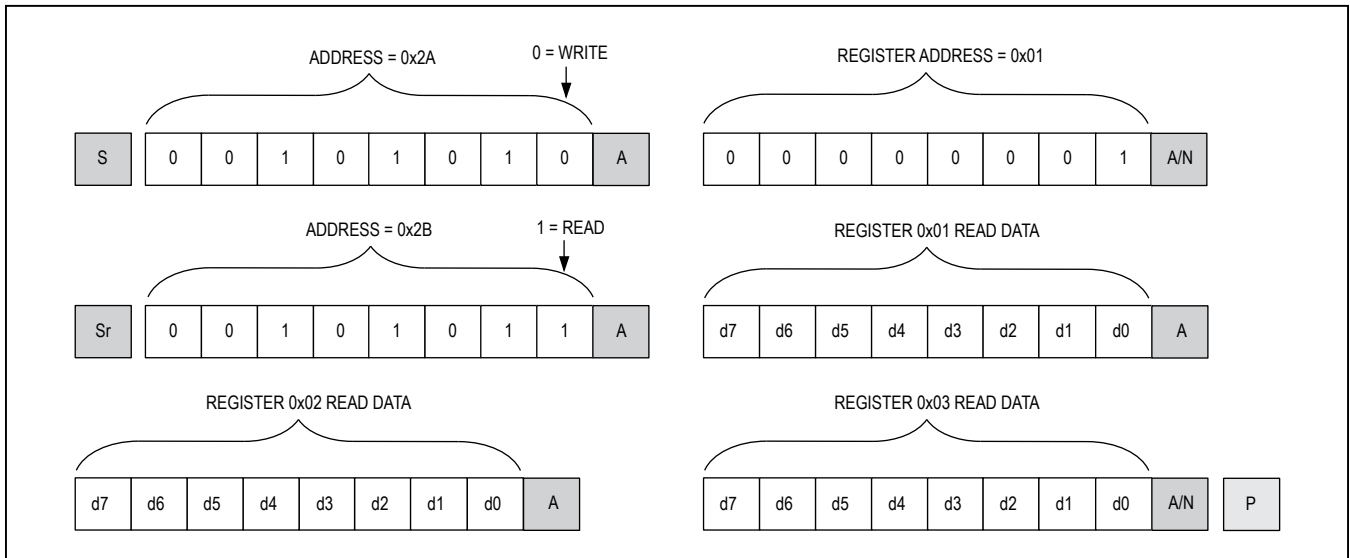 ADDRESS = 0x2A 0 = WRITE REGISTER ADDRESS = 0x01
S 0 0 1 0 1 0 1 0 A 0 0 0 0 0 0 0 1 A/N
ADDRESS = 0x2B 1 = READ REGISTER 0x01 READ DATA
Sr 0 0 1 0 1 0 1 1 A d7 d6 d5 d4 d3 d2 d1 d0 A
REGISTER 0x02 READ DATA REGISTER 0x03 READ DATA
d7 d6 d5 d4 d3 d2 d1 d0 A d7 d6 d5 d4 d3 d2 d1 d0 A/N P